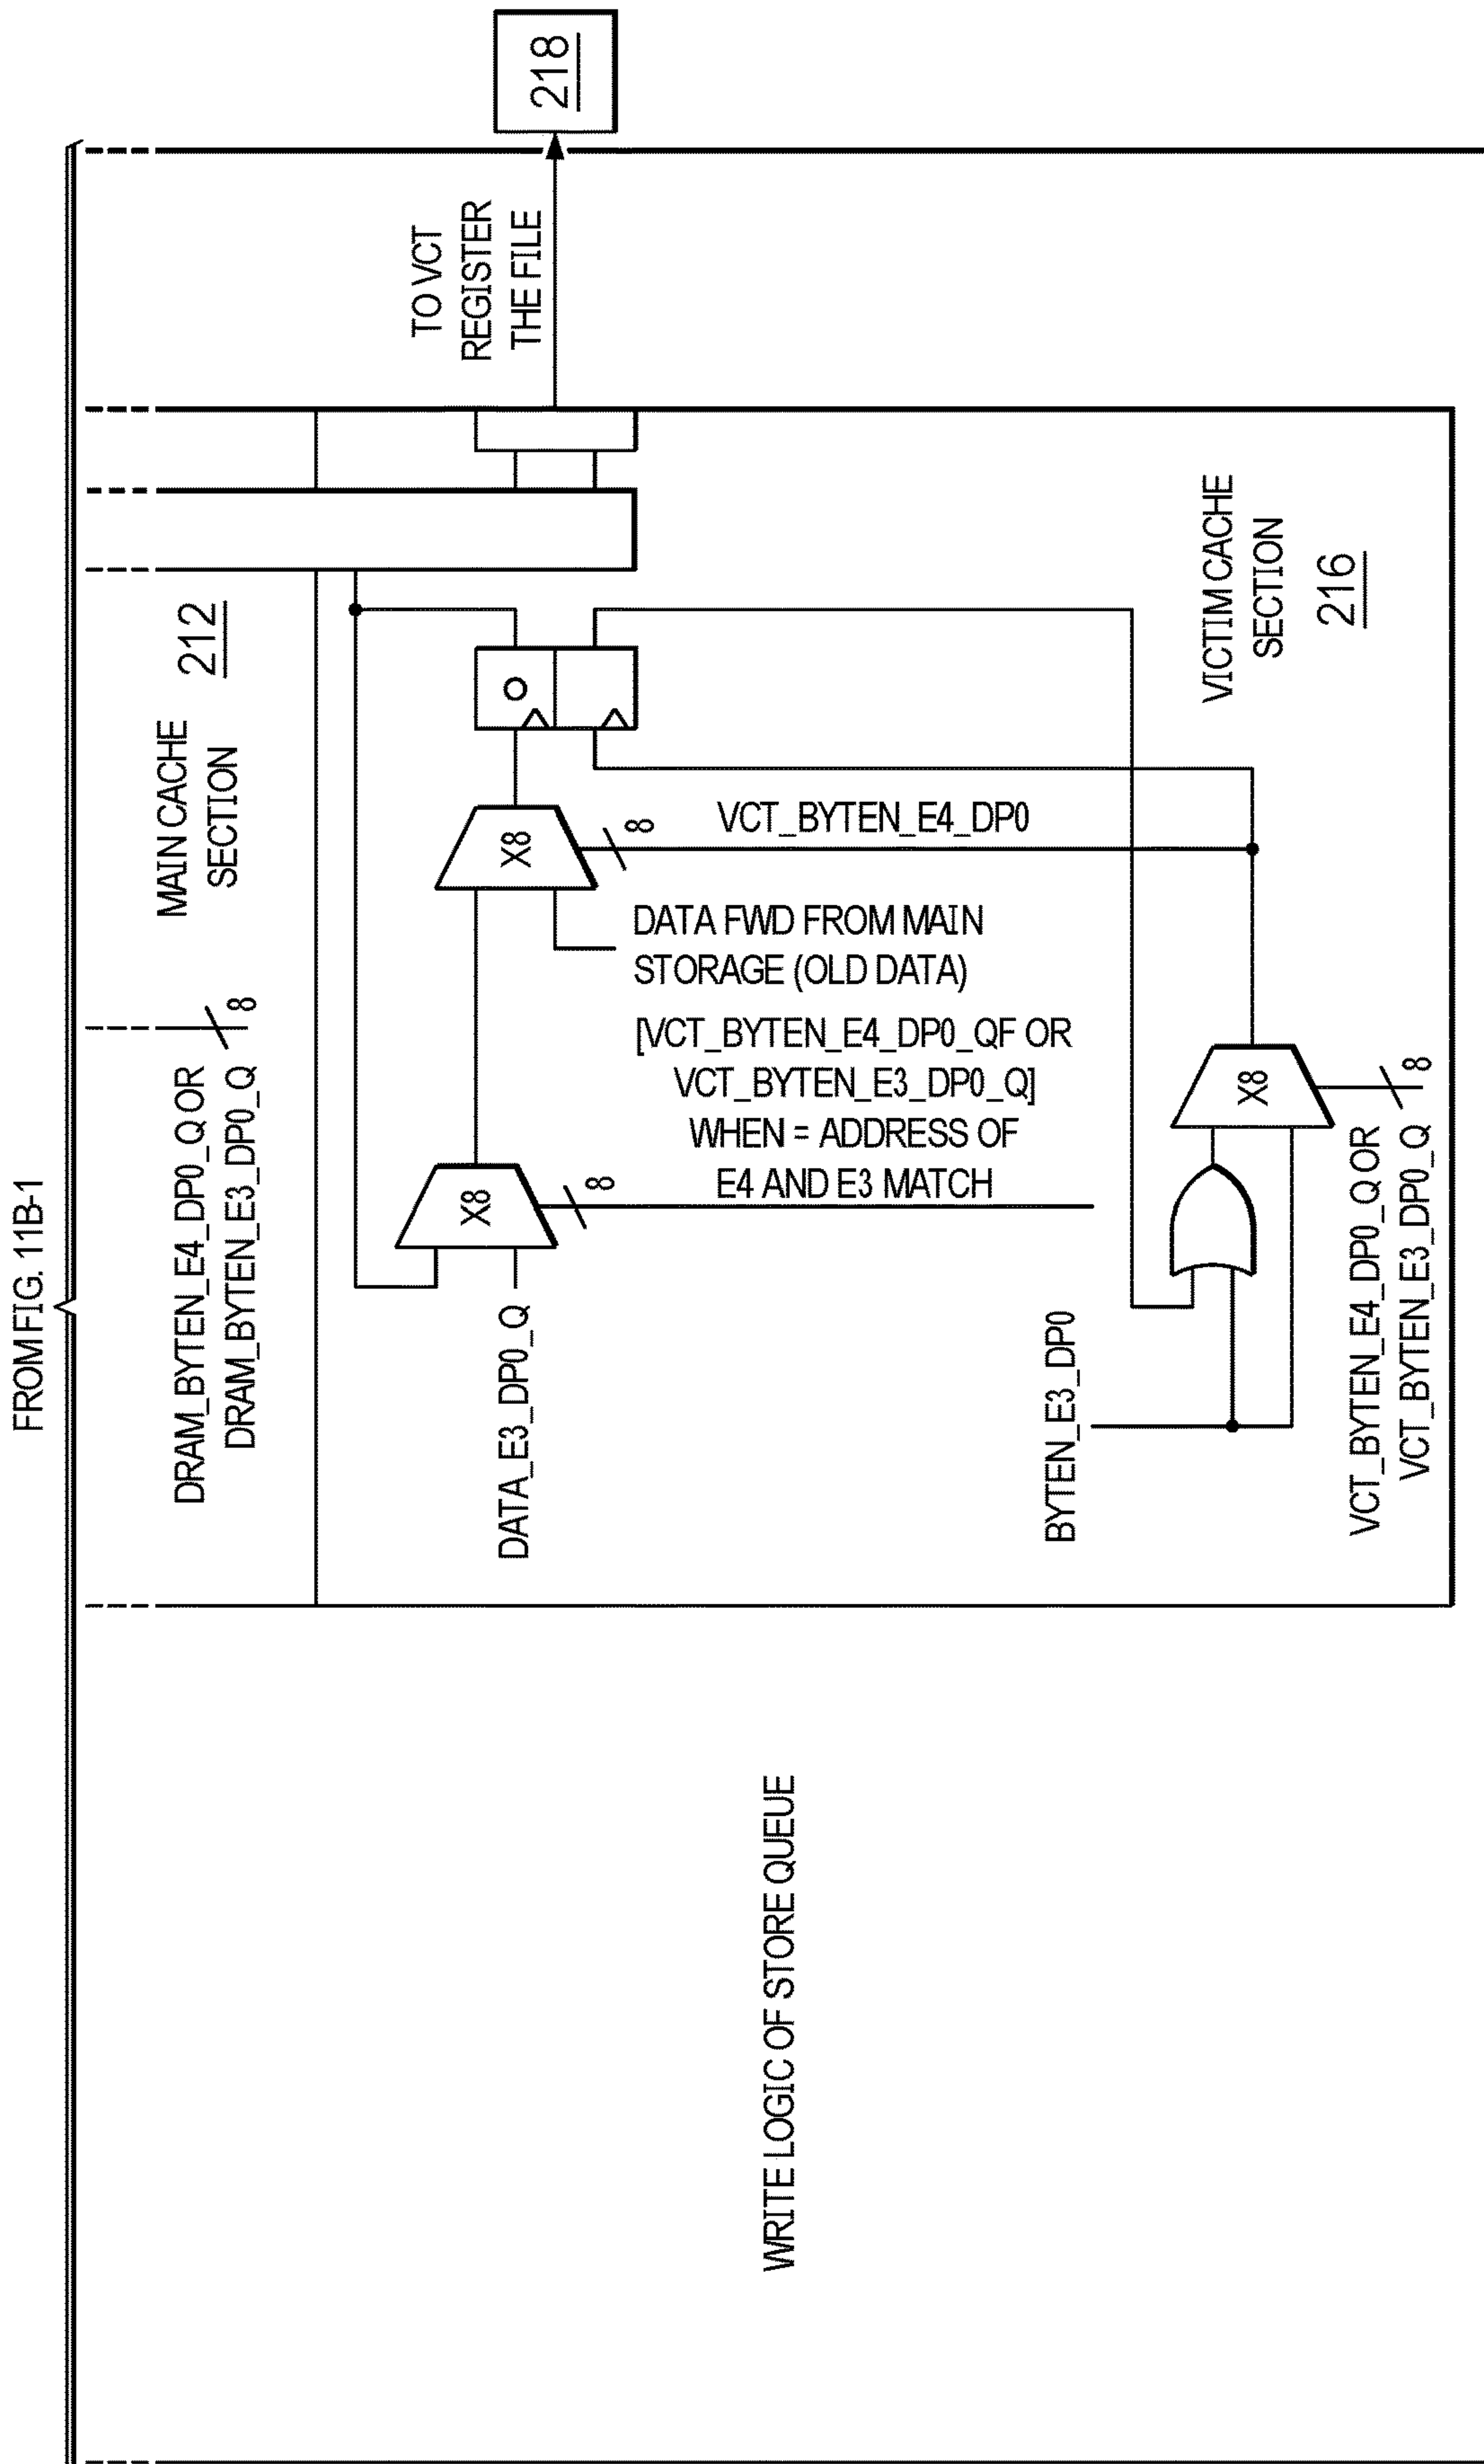 FROM FIG. 11B-1
DRAM_BYTEN_E4_DP0_Q OR
DRAM_BYTEN_E3_DP0_Q
8
MAIN CACHE
SECTION
212
DATA_E3_DP0_Q
X8
8
X8
8
VCT_BYTEN_E4_DP0
DATA FWD FROM MAIN
STORAGE (OLD DATA)
[VCT_BYTEN_E4_DP0_QF OR
VCT_BYTEN_E3_DP0_Q]
WHEN = ADDRESS OF
E4 AND E3 MATCH
TO VCT
REGISTER
THE FILE
218
WRITE LOGIC OF STORE QUEUE
BYTEN_E3_DP0
X8
8
VCT_BYTEN_E4_DP0_Q OR
VCT_BYTEN_E3_DP0_Q
VICTIM CACHE
SECTION
216